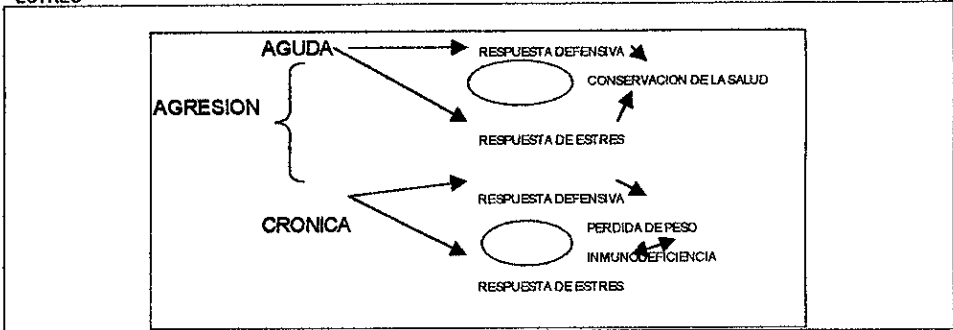 ESTRES
AGUDA
RESPUESTA DEFENSIVA
CONSERVACION DE LA SALUD
AGRESION
RESPUESTA DE ESTRES
RESPUESTA DEFENSIVA
CRONICA
PERDIDA DE PESO
INMUNODEFICIENCIA
RESPUESTA DE ESTRES